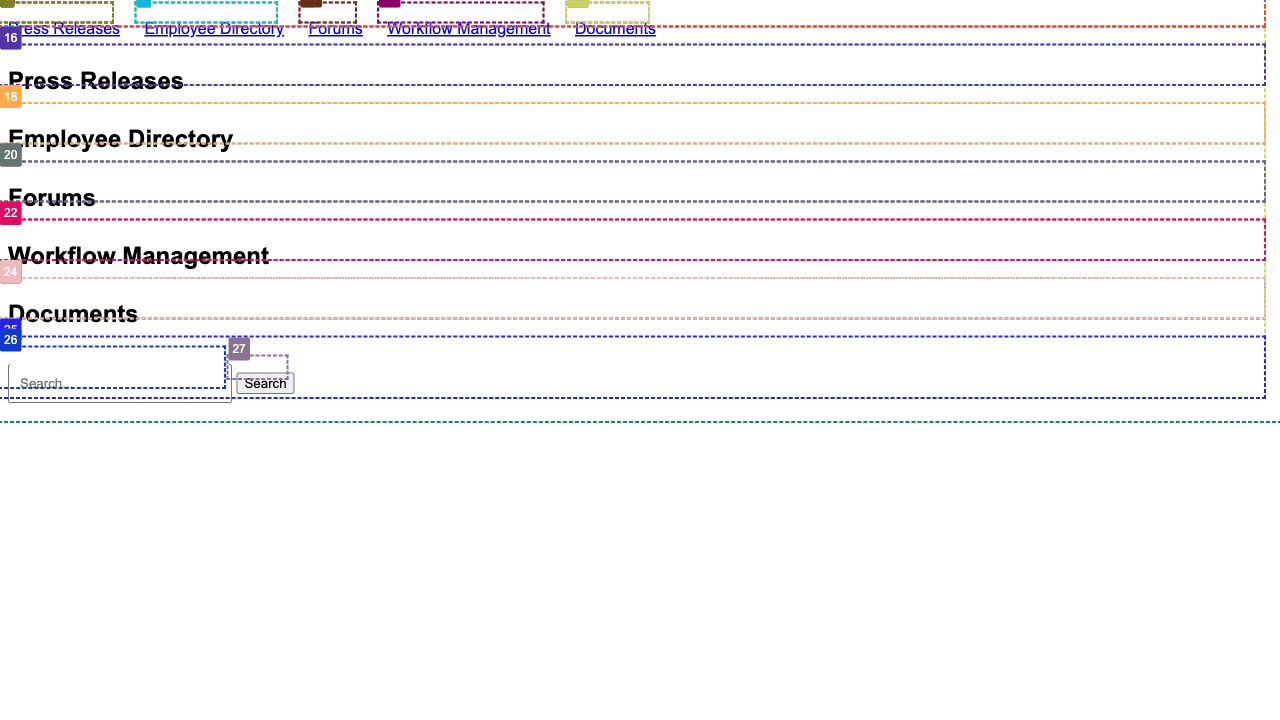 Press Releases Employee Directory Forums Workflow Management Documents
16
Press Releases
18
Employee Directory
20
Forums
22
Workflow Management
24
Documents
26
27
Search...
Search